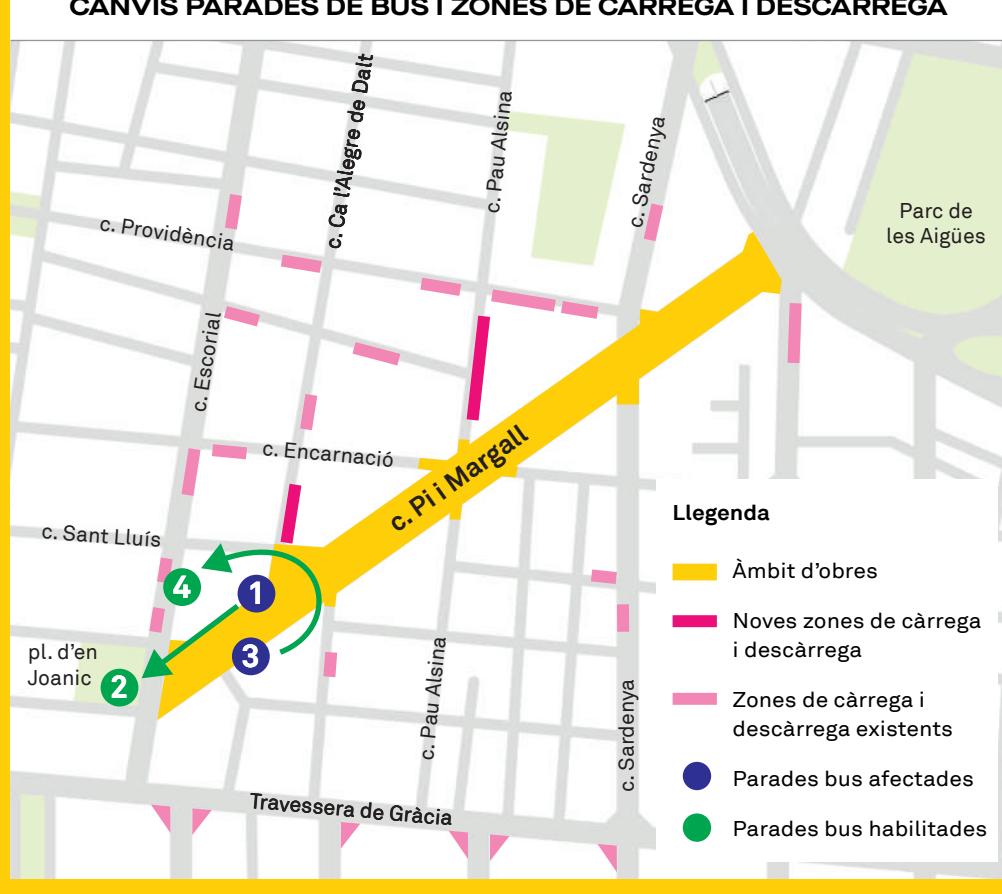 CANVIS PARADES DE BUS I ZONES DE CÀRREGA I DESCÀRREGA
c. Ca l'Alegre de Dalt
c. Pau Alsina
c. Sardenya
Parc de
les Aigües
c. Providència
c. Escorial
c. Encarnació
c. Pi i Margall
c. Sant Lluís
4
1
3
2
pl. d'en
Joanic
c. Pau Alsina
c. Sardenya
Travessera de Gràcia
Llegenda
Àmbit d'obres
Noves zones de càrrega
i descàrrega
Zones de càrrega i
descàrrega existents
Parades bus afectades
Parades bus habilitades